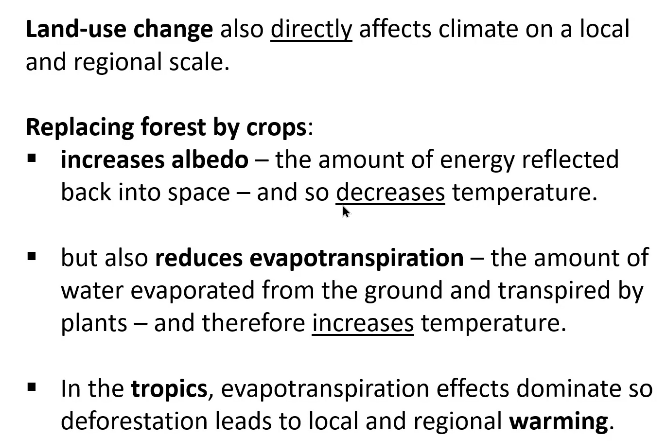 Land-use change also directly affects climate on a local
and regional scale.
Replacing forest by crops:
▪ increases albedo – the amount of energy reflected
back into space – and so decreases temperature.
▪ but also reduces evapotranspiration – the amount of
water evaporated from the ground and transpired by
plants – and therefore increases temperature.
▪ In the tropics, evapotranspiration effects dominate so
deforestation leads to local and regional warming.